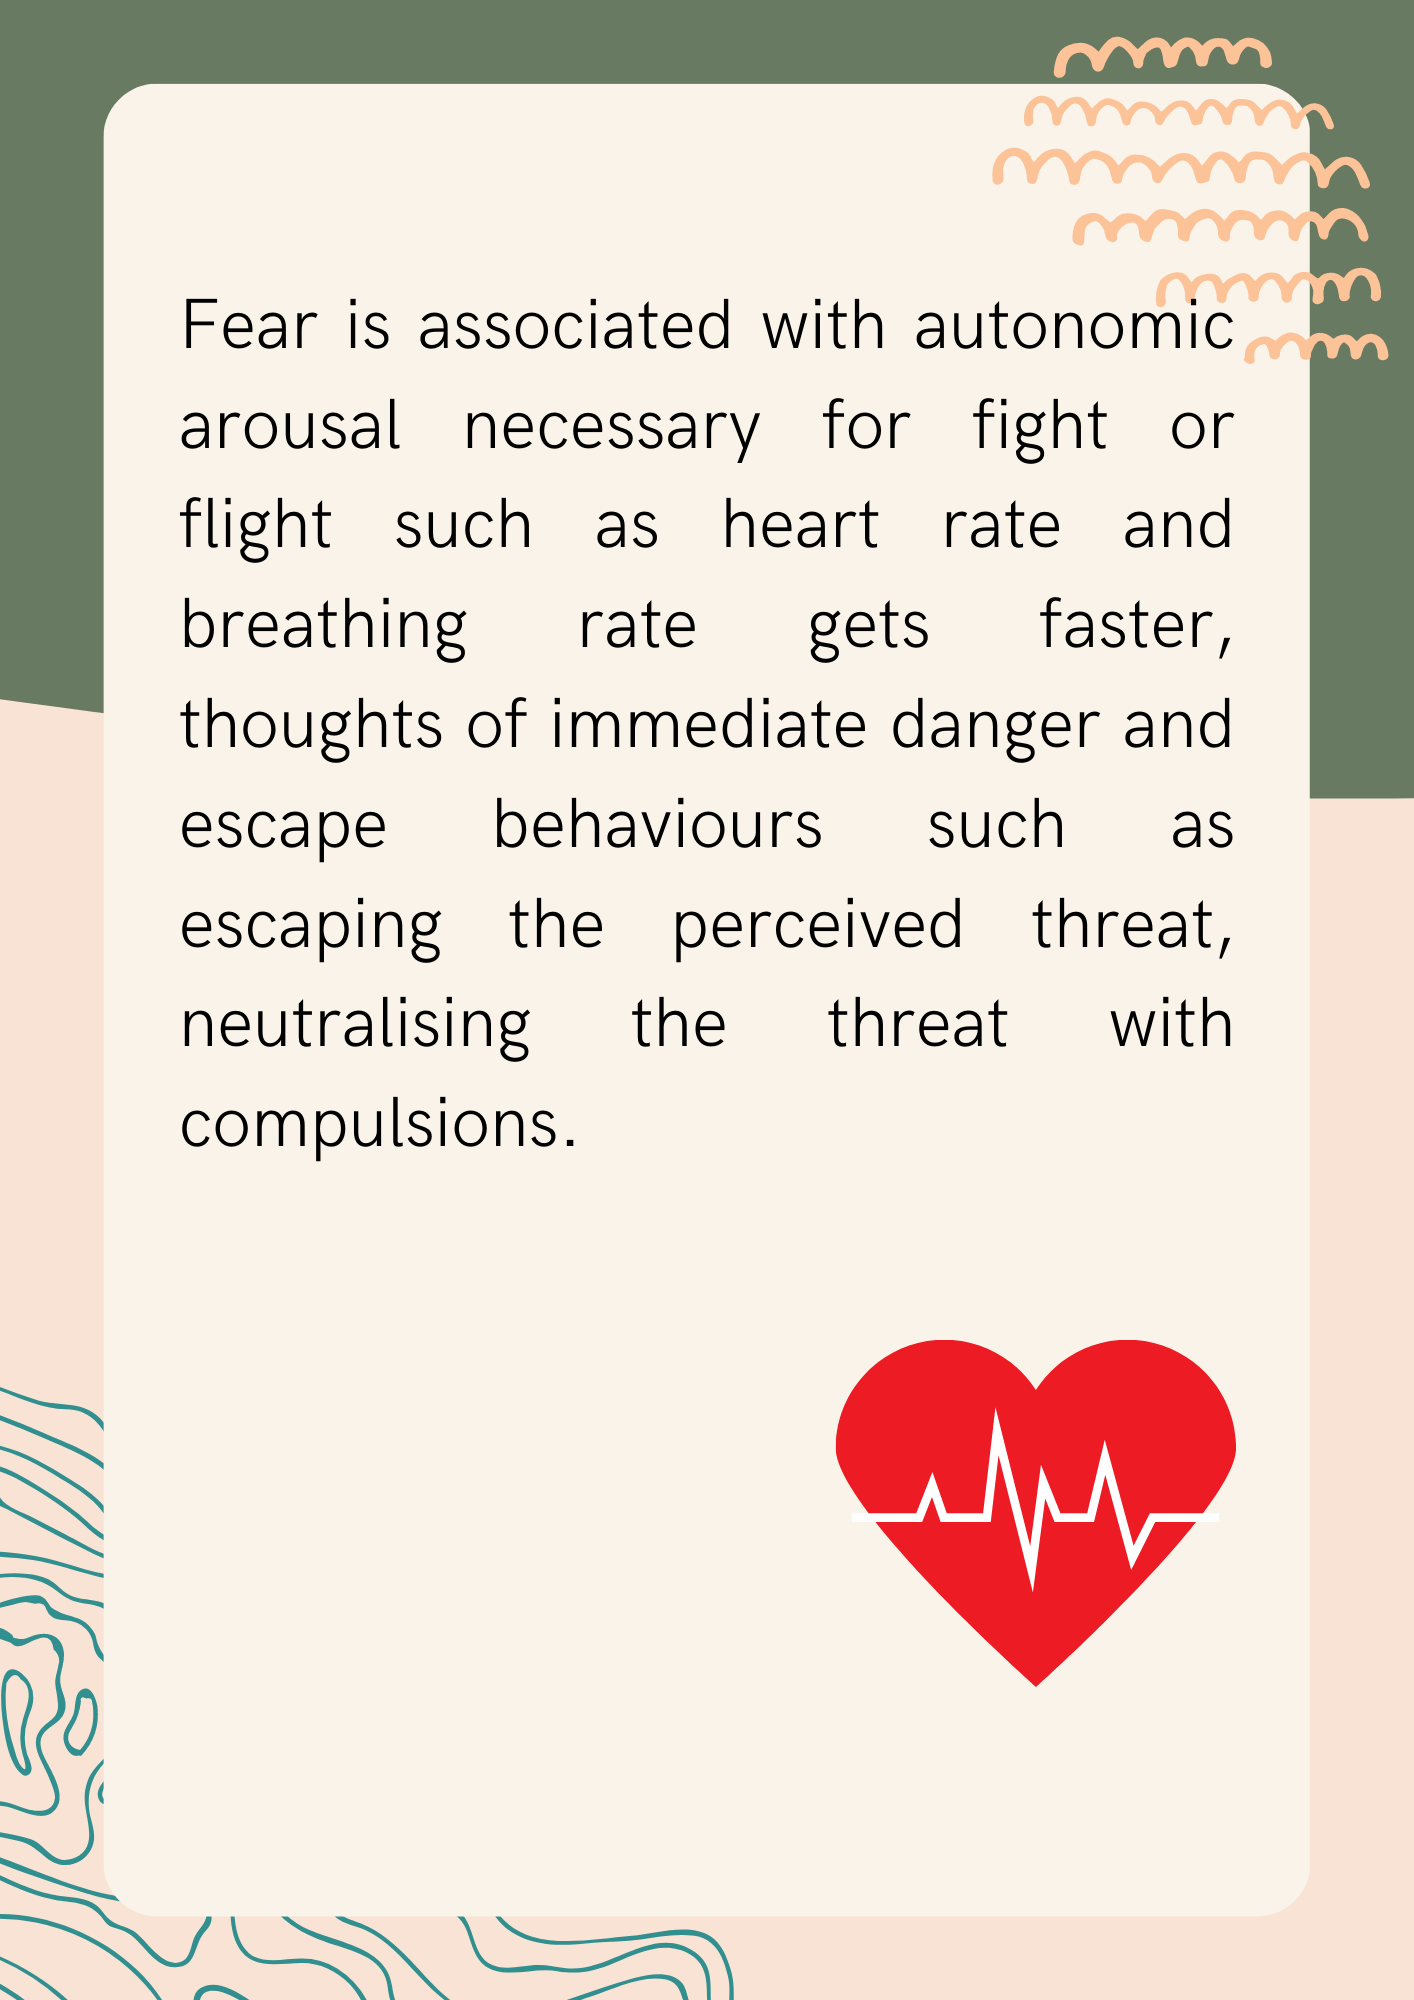 Fear is associated with autonomic
arousal necessary for fight or
flight such as heart rate and
breathing rate gets faster,
thoughts of immediate danger and
escape behaviours such as
escaping the perceived threat,
neutralising the threat with
compulsions.